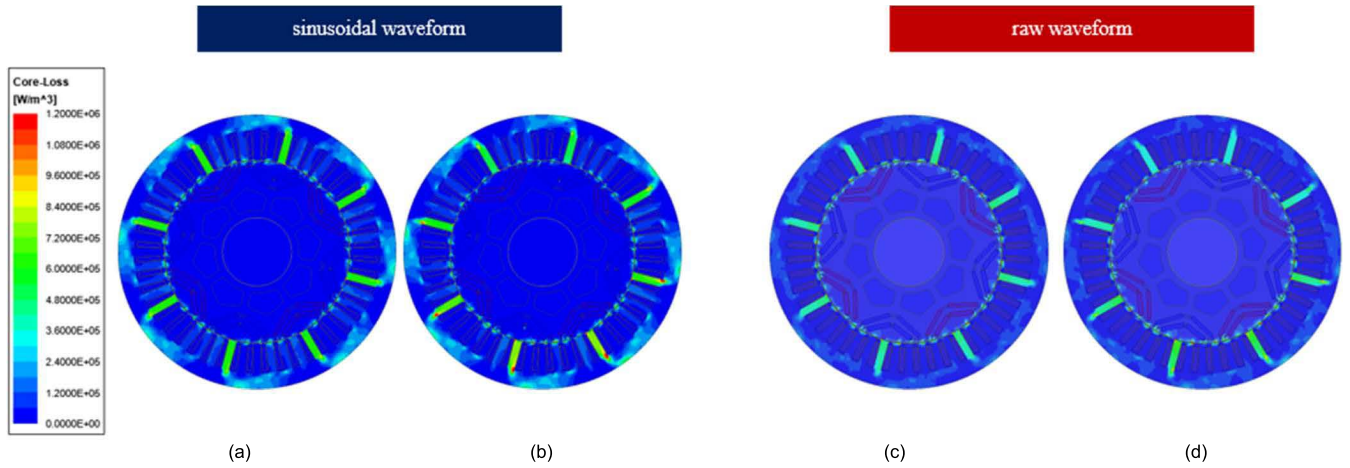 sinusoidal waveform
raw waveform
Core-Loss
[W/m^3]
1.2000E+06
1.0800E+06
9.6000E+05
8.4000E+05
7.2000E+05
6.0000E+05
4.8000E+05
3.6000E+05
2.4000E+05
1.2000E+05
0.0000E+00
(a)
(b)
(c)
(d)